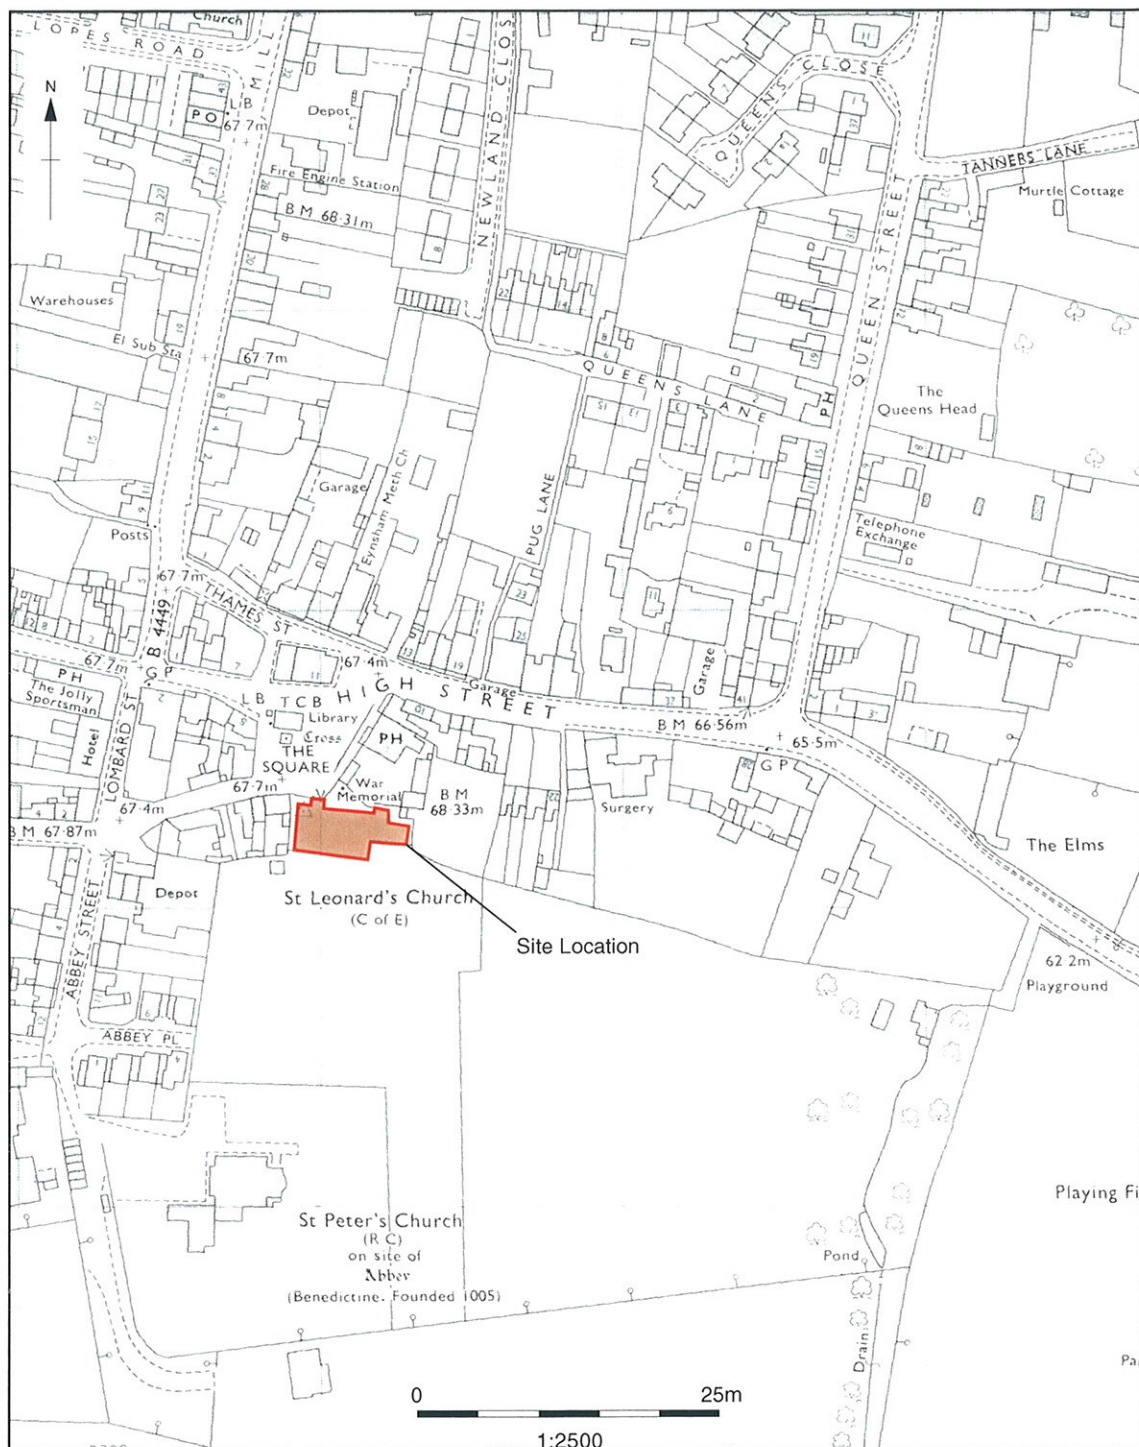 Church
LOPES ROAD
MILL
NEWLAND CLOS
QUEENS CLOSE
N
L B
PO
67·7m
Depot
TANNERS LANE
Murtle Cottage
Fire Engine Station
B M 68·31m
Warehouses
El Sub Sta
67·7m
QUEENS LANE
QUEEN STREET
PH
The
Queens Head
Garage
Eynsham Meth Ch
PUG LANE
Posts
Telephone
Exchange
67·7m
THAMES ST
B 4449
67·7m
GP
67·4m
HIGH STREET
Garage
Garage
B M 66·56m
65·5m
G P
PH
The Jolly
Sportsman
Hotel
LOMBARD ST
LB TCB
Library
Cross
THE
SQUARE
PH
War
Memorial
B M
68·33m
67·7m
67·4m
B M 67·87m
Surgery
The Elms
Depot
St Leonard's Church
(C of E)
Site Location
62·2m
Playground
ABBEY STREET
ABBEY PL
St Peter's Church
(R C)
on site of
Abbey
(Benedictine. Founded 1005)
Playing Fi
Pond
Drain
Pa
0 25m
1:2500